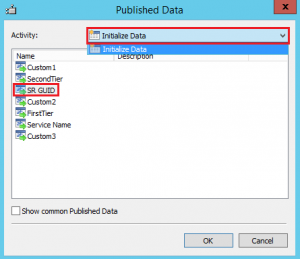 Published Data
Activity:
Initialize Data
Initialize Data
Name Description
Custom1
SecondTier
SR GUID
Custom2
FirstTier
Service Name
Custom3
Show common Published Data
OK Cancel